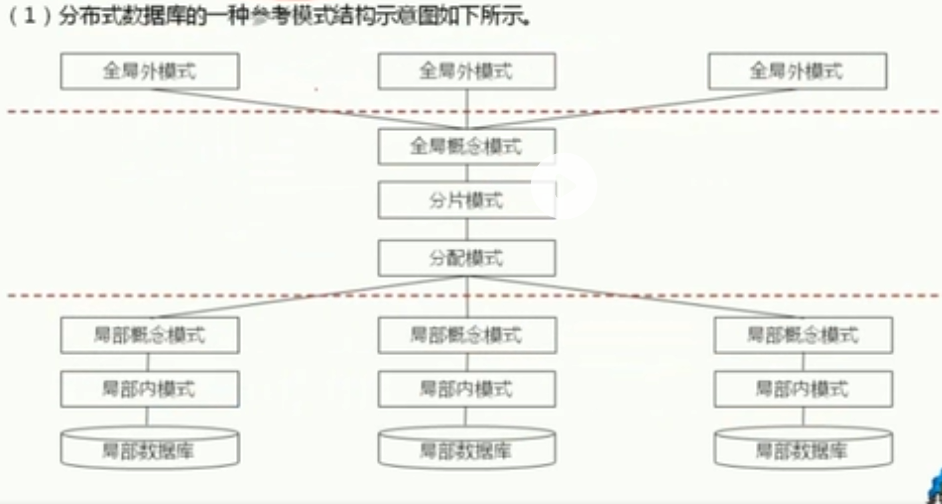 （1）分布式数据库的一种参考模式结构示意图如下所示。
全局外模式 全局外模式 全局外模式
全局概念模式
分片模式
分配模式
局部概念模式 局部概念模式 局部概念模式
局部内模式 局部内模式 局部内模式
局部数据库 局部数据库 局部数据库